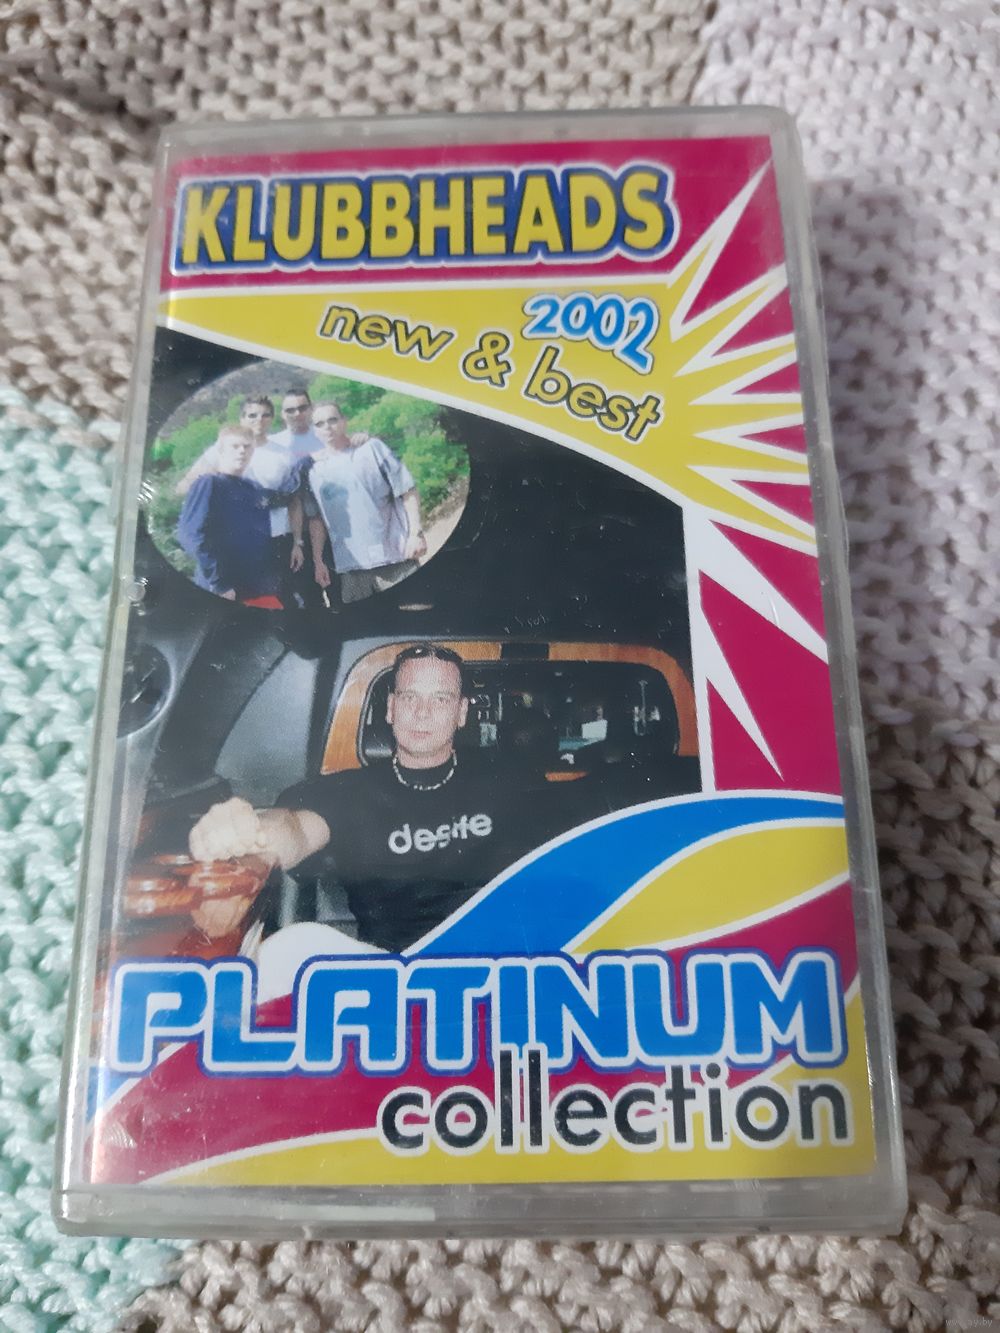 KLUBBHEADS
2002
new & best
desire
PLATINUM
collection